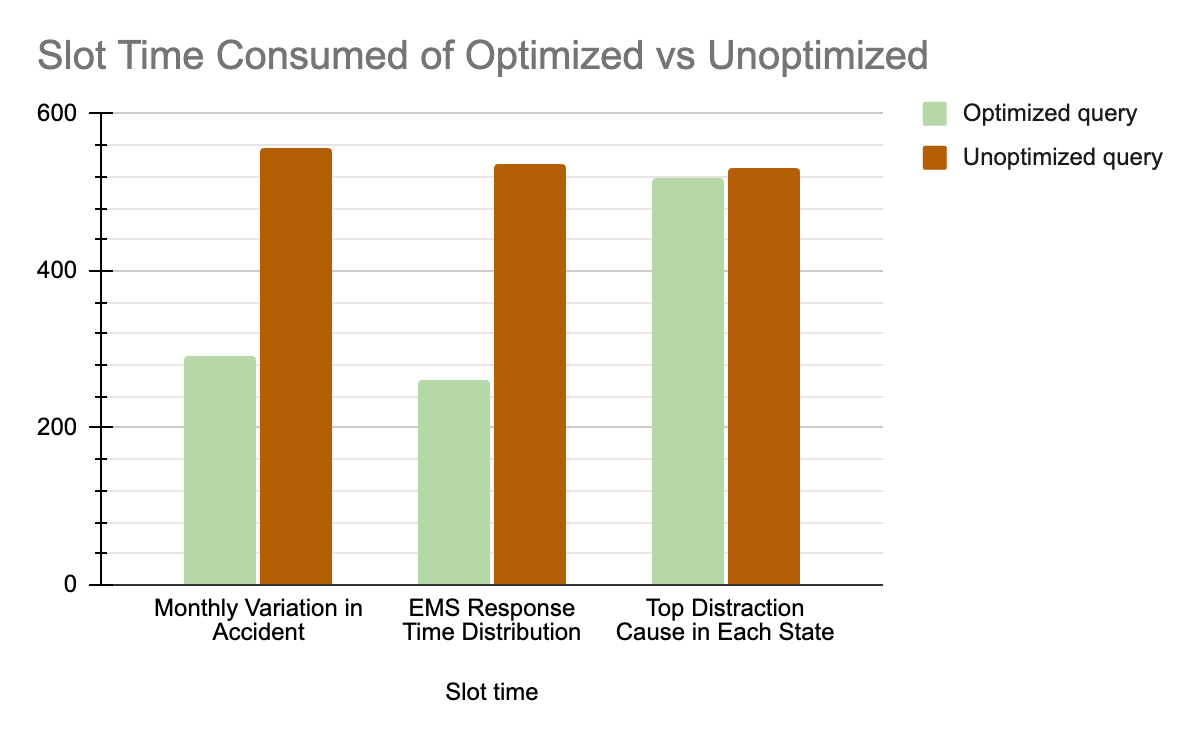 Slot Time Consumed of Optimized vs Unoptimized
Optimized query
Unoptimized query
600
400
200
0
Monthly Variation in
Accident
EMS Response
Time Distribution
Top Distraction
Cause in Each State
Slot time